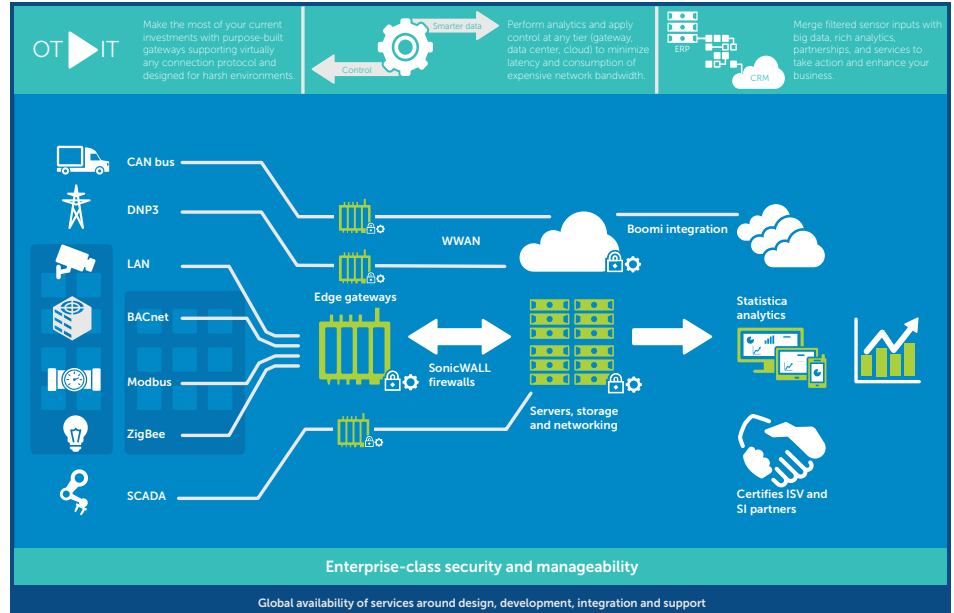 OT IT
Make the most of your current
investments with purpose-built
gateways supporting virtually
any connection protocol and
designed for harsh environments.
Smarter data
Control
Perform analytics and apply
control at any tier (gateway,
data center, cloud) to minimize
latency and consumption of
expensive network bandwidth.
ERP
CRM
Merge filtered sensor inputs with
big data, rich analytics,
partnerships, and services to
take action and enhance your
business.
CAN bus
DNP3
LAN
BACnet
Modbus
ZigBee
SCADA
Edge gateways
WWAN
SonicWALL
firewalls
Boomi integration
Servers, storage
and networking
Statistica
analytics
Certifies ISV and
SI partners
Enterprise-class security and manageability
Global availability of services around design, development, integration and support